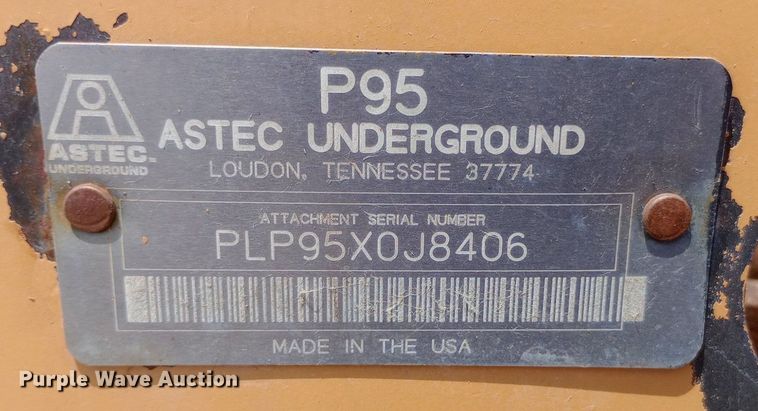 P95
ASTEC UNDERGROUND
LOUDON, TENNESSEE 37774
ASTEC.
UNDERGROUND
ATTACHMENT SERIAL NUMBER
PLP95X0J8406
MADE IN THE USA
Purple Wave Auction